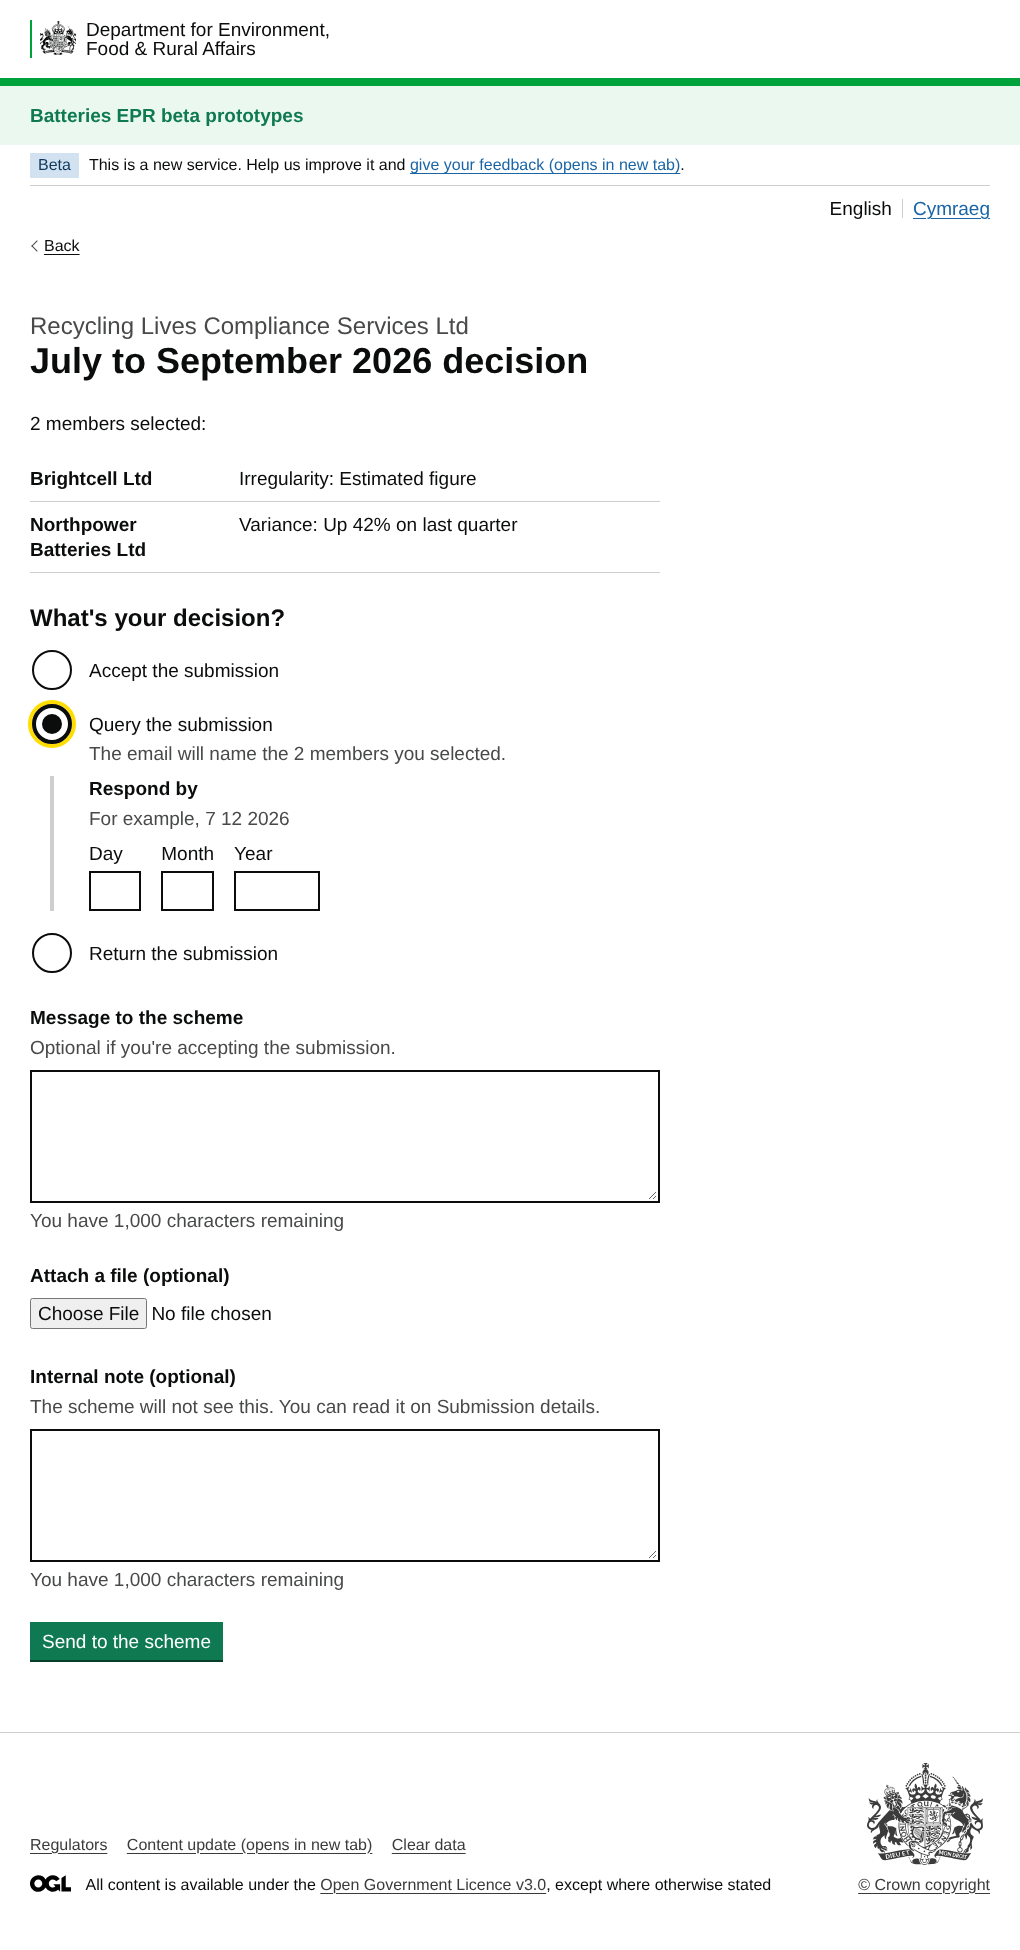 Department for Environment,
Food & Rural Affairs
Batteries EPR beta prototypes
Beta This is a new service. Help us improve it and give your feedback (opens in new tab).
English Cymraeg
Back
Recycling Lives Compliance Services Ltd
July to September 2026 decision
2 members selected:
Brightcell Ltd Irregularity: Estimated figure
Northpower Variance: Up 42% on last quarter
Batteries Ltd
What's your decision?
Accept the submission
Query the submission
The email will name the 2 members you selected.
Respond by
For example, 7 12 2026
Day Month Year
Return the submission
Message to the scheme
Optional if you're accepting the submission.
You have 1,000 characters remaining
Attach a file (optional)
Choose File No file chosen
Internal note (optional)
The scheme will not see this. You can read it on Submission details.
You have 1,000 characters remaining
Send to the scheme
DIEU ET MON DROIT
Regulators Content update (opens in new tab) Clear data
OGL All content is available under the Open Government Licence v3.0, except where otherwise stated
© Crown copyright